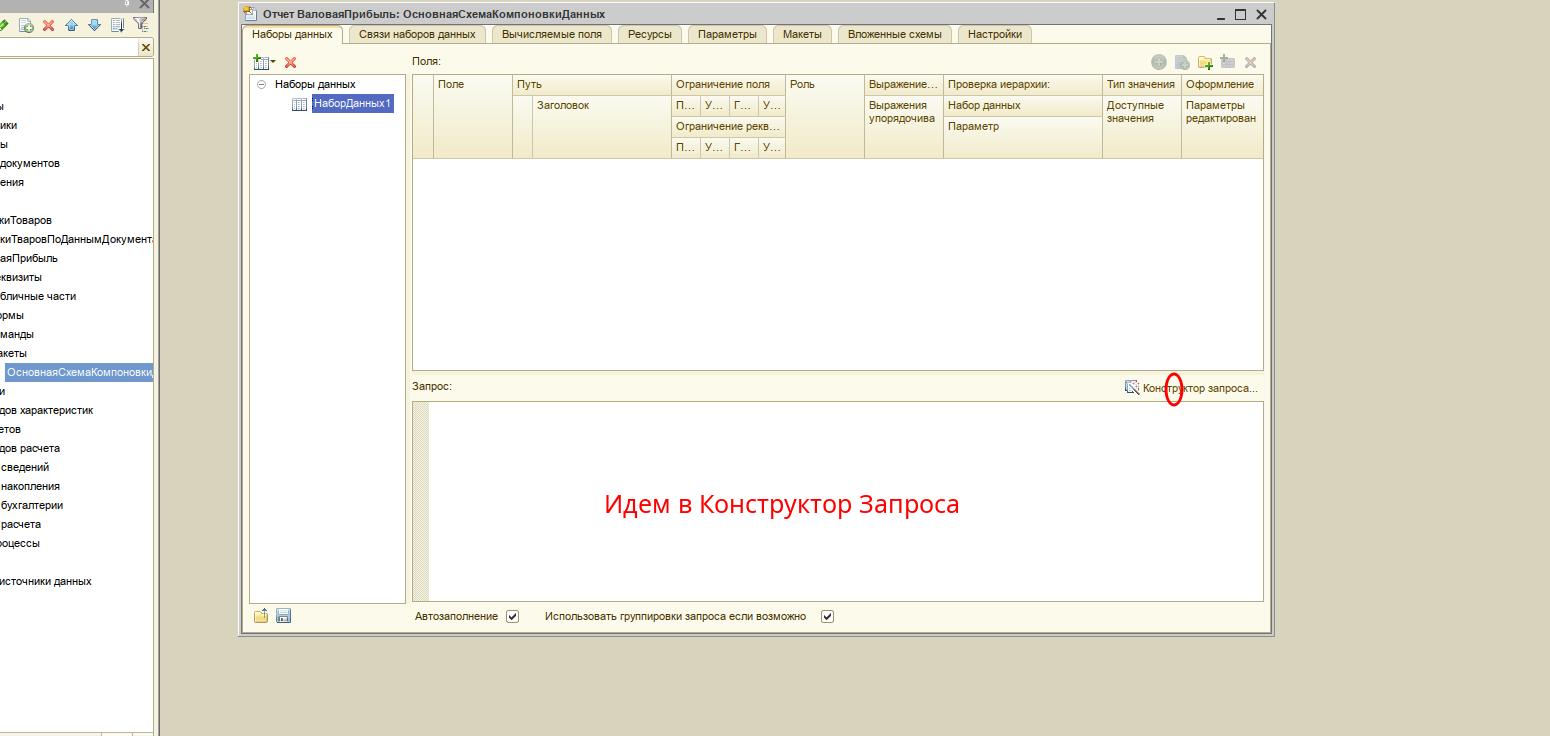 Отчет ВаловаяПрибыль: ОсновнаяСхемаКомпоновкиДанных
Наборы данных
Связи наборов данных
Вычисляемые поля
Ресурсы
Параметры
Макеты
Вложенные схемы
Настройки
Наборы данных
НаборДанных1
Поля:
Поле
Путь
Заголовок
Ограничение поля
П... У... Г... У...
Ограничение рекв...
П... У... Г... У...
Роль
Выражение...
Выражения
упорядочива
Проверка иерархии:
Набор данных
Параметр
Тип значения
Доступные
значения
Оформление
Параметры
редактирован
Запрос:
Конструктор запроса...
Идем в Конструктор Запроса
Автозаполнение
Использовать группировки запроса если возможно
ы
ики
ы
документов
ения
киТоваров
киТваровПоДаннымДокумент
аяПрибыль
еквизиты
бличные части
ормы
манды
акеты
ОсновнаяСхемаКомпоновки
и
дов характеристик
етов
дов расчета
сведений
накопления
бухгалтерии
расчета
роцессы
источники данных